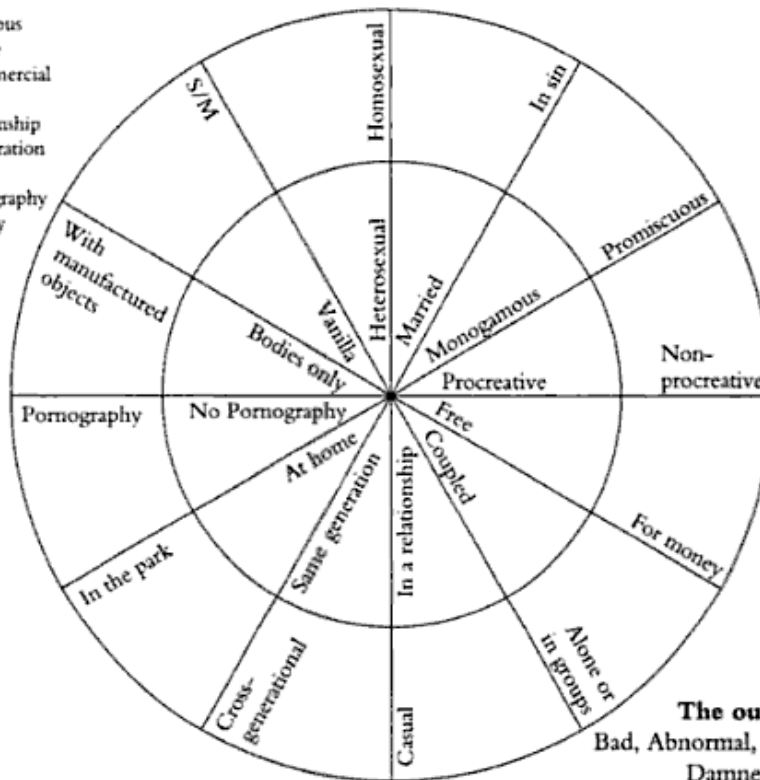 ous
mercial
nship
ration
graphy
y
S/M
Homosexual
In sin
Promiscuous
With
manufactured
objects
Vanilla
Heterosexual
Married
Monogamous
Bodies only
Procreative
Non-
procreative
Pornography
No Pornography
Free
At home
Coupled
Same generation
In a relationship
In the park
For money
Cross-
generational
Casual
Alone or
in groups
The ou
Bad, Abnormal,
Damne